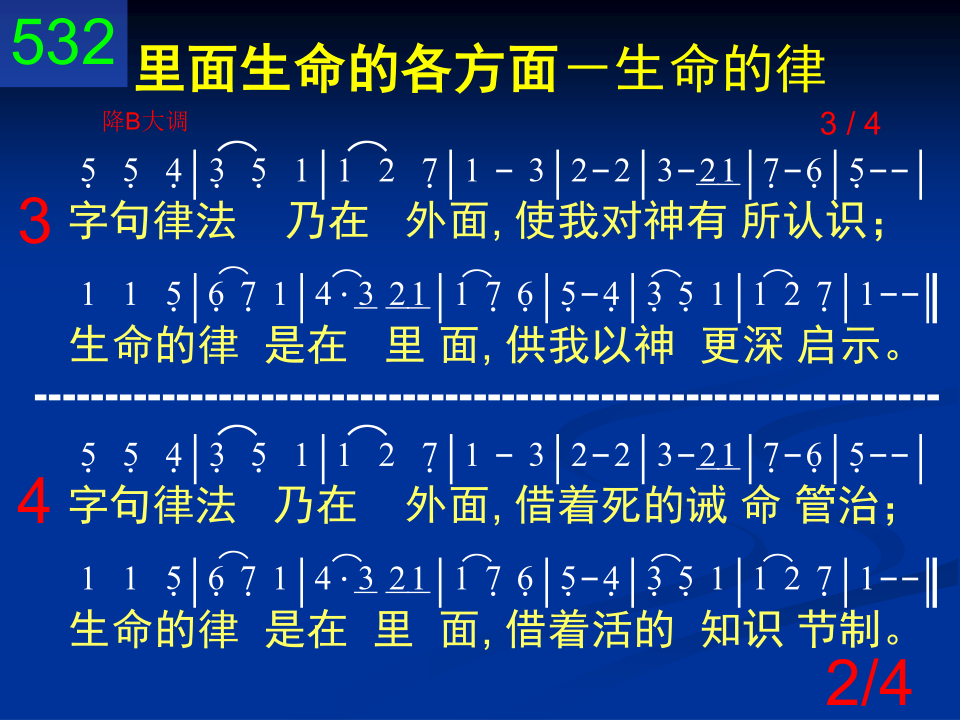 532
里面生命的各方面－生命的律
降B大调 3 / 4
5̣ 5̣ 4̣ | 3̣ 5̣ 1 | 1 2 7̣ | 1 - 3 | 2 - 2 | 3 - 2 1 | 7̣ - 6̣ | 5̣ - - |
3 字句律法 乃在 外面, 使我对神有 所认识；
1 1 5̣ | 6̣ 7̣ 1 | 4 · 3 2 1 | 1 7̣ 6̣ | 5̣ - 4̣ | 3̣ 5̣ 1 | 1 2 7̣ | 1 - - ‖
生命的律 是在 里 面, 供我以神 更深 启示。
5̣ 5̣ 4̣ | 3̣ 5̣ 1 | 1 2 7̣ | 1 - 3 | 2 - 2 | 3 - 2 1 | 7̣ - 6̣ | 5̣ - - |
4 字句律法 乃在 外面, 借着死的诫 命 管治；
1 1 5̣ | 6̣ 7̣ 1 | 4 · 3 2 1 | 1 7̣ 6̣ | 5̣ - 4̣ | 3̣ 5̣ 1 | 1 2 7̣ | 1 - - ‖
生命的律 是在 里 面, 借着活的 知识 节制。
2/4